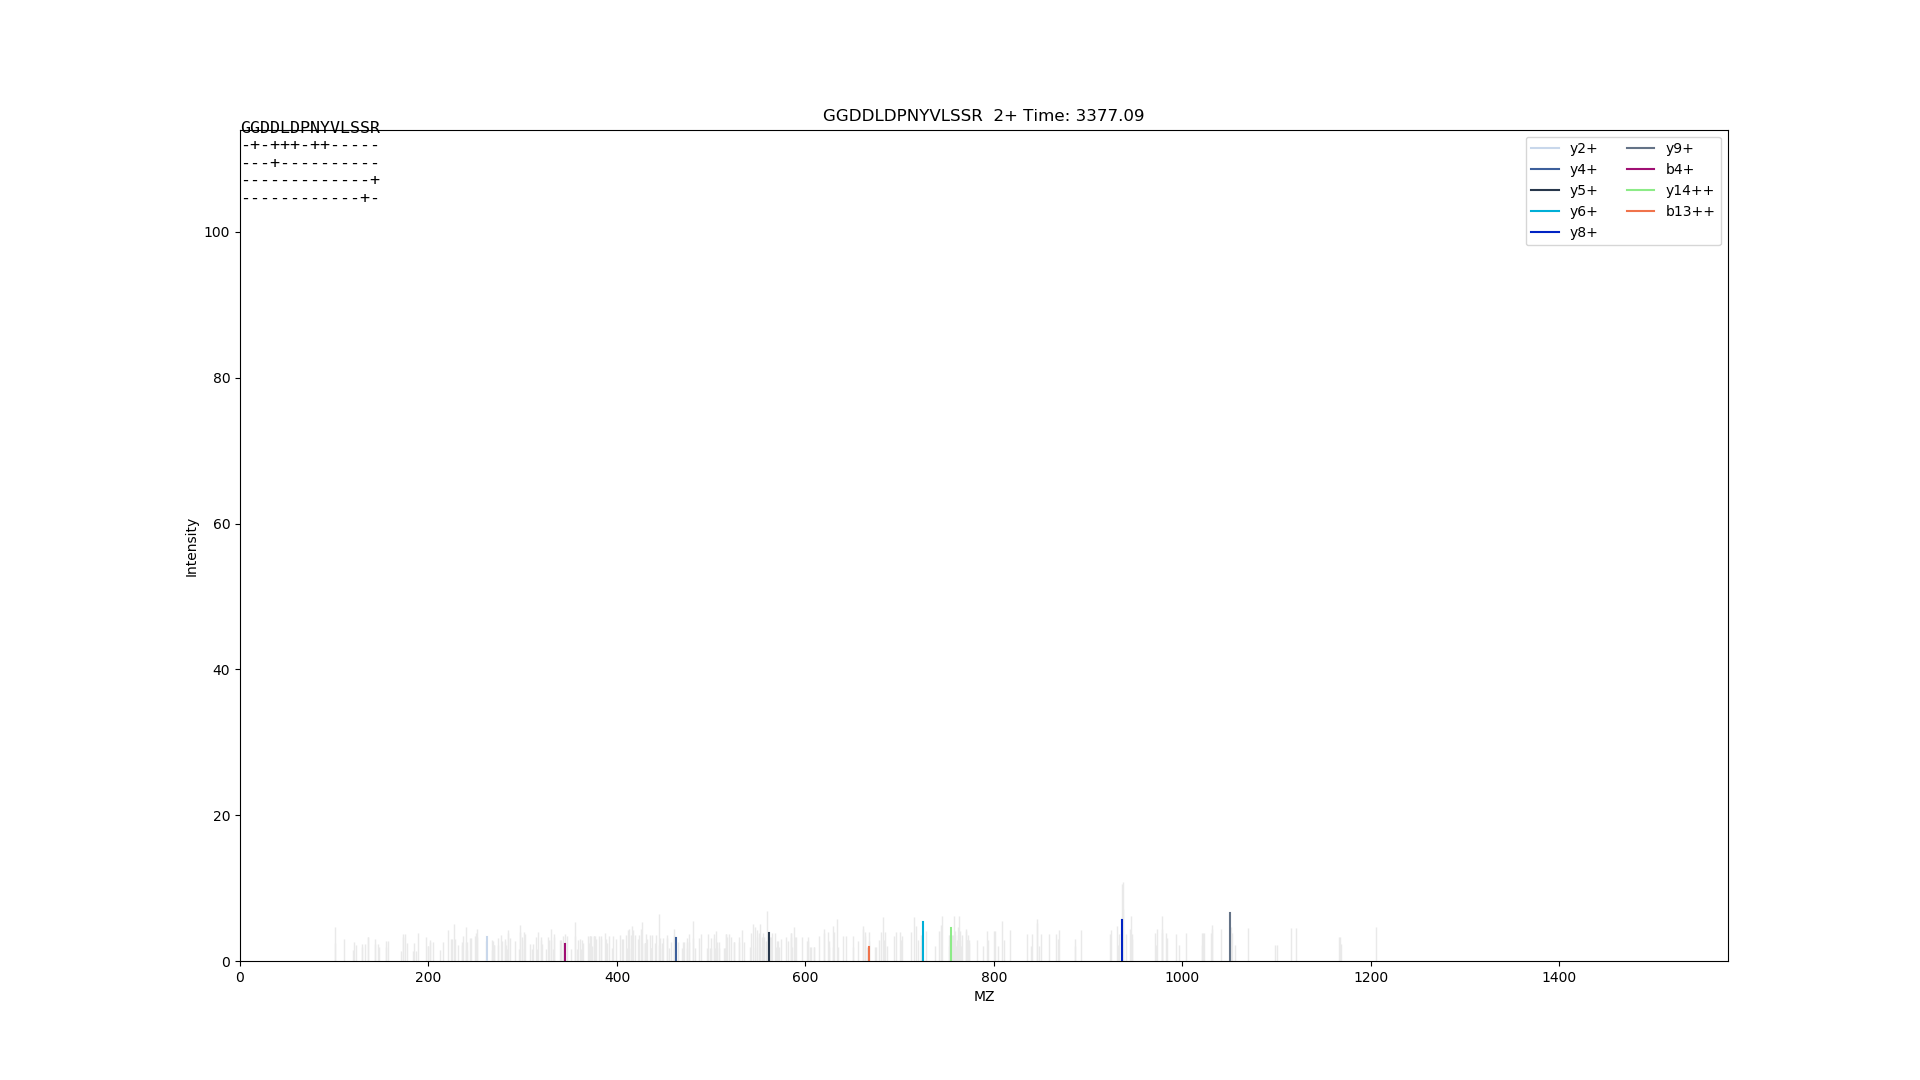 GGDDLDPNYVLSSR  2+ Time: 3377.09
GGDDLDPNYVLSSR
-+-+++-++-----
---+----------
-------------+
------------+-
y2+
y4+
y5+
y6+
y8+
y9+
b4+
y14++
b13++
100
80
60
40
20
0
Intensity
0 200 400 600 800 1000 1200 1400
MZ